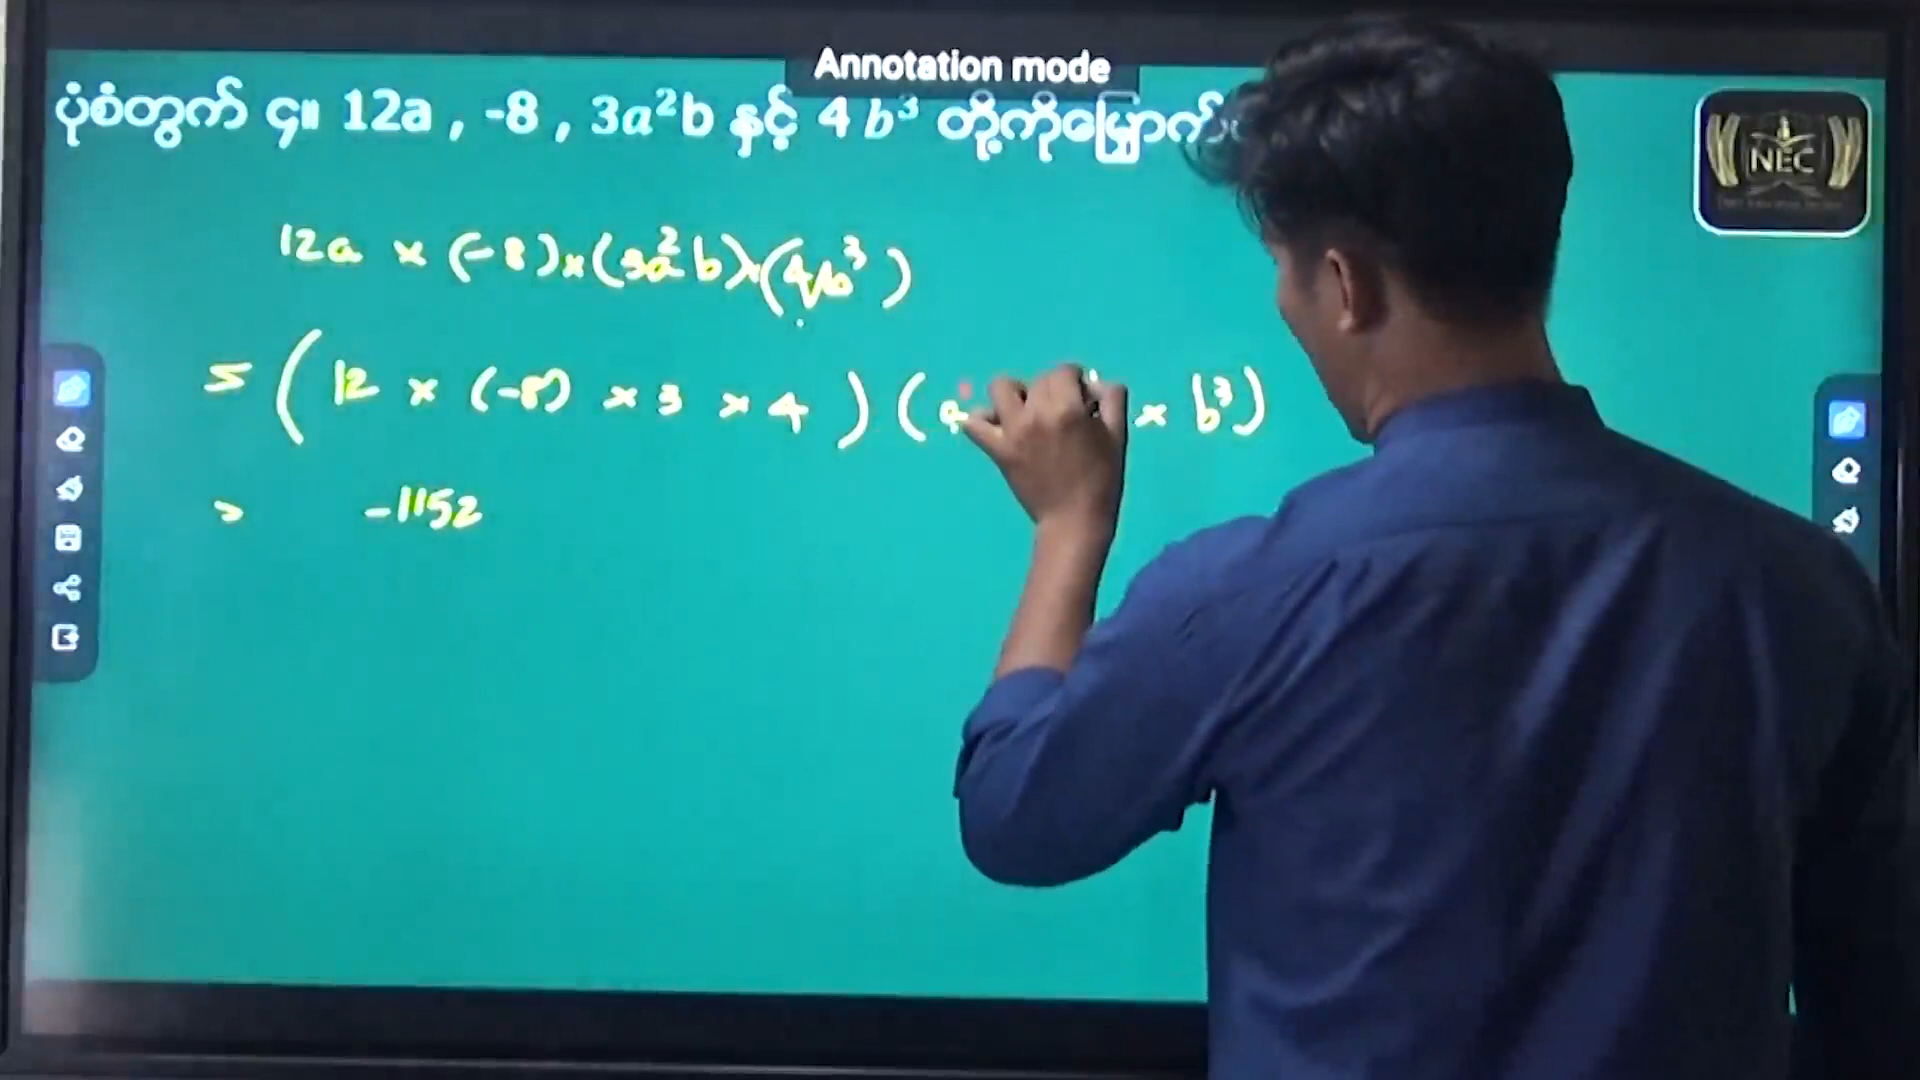 Annotation mode
ပုံစံတွက် ၄။ 12a , -8 , 3a²b နှင့် 4 b³ တို့ကိုမြှောက်
NEC
12a × (-8)×(3a²b)×(4b³)
= ( 12 × (-8) × 3 × 4 ) (a × b³)
= -1152